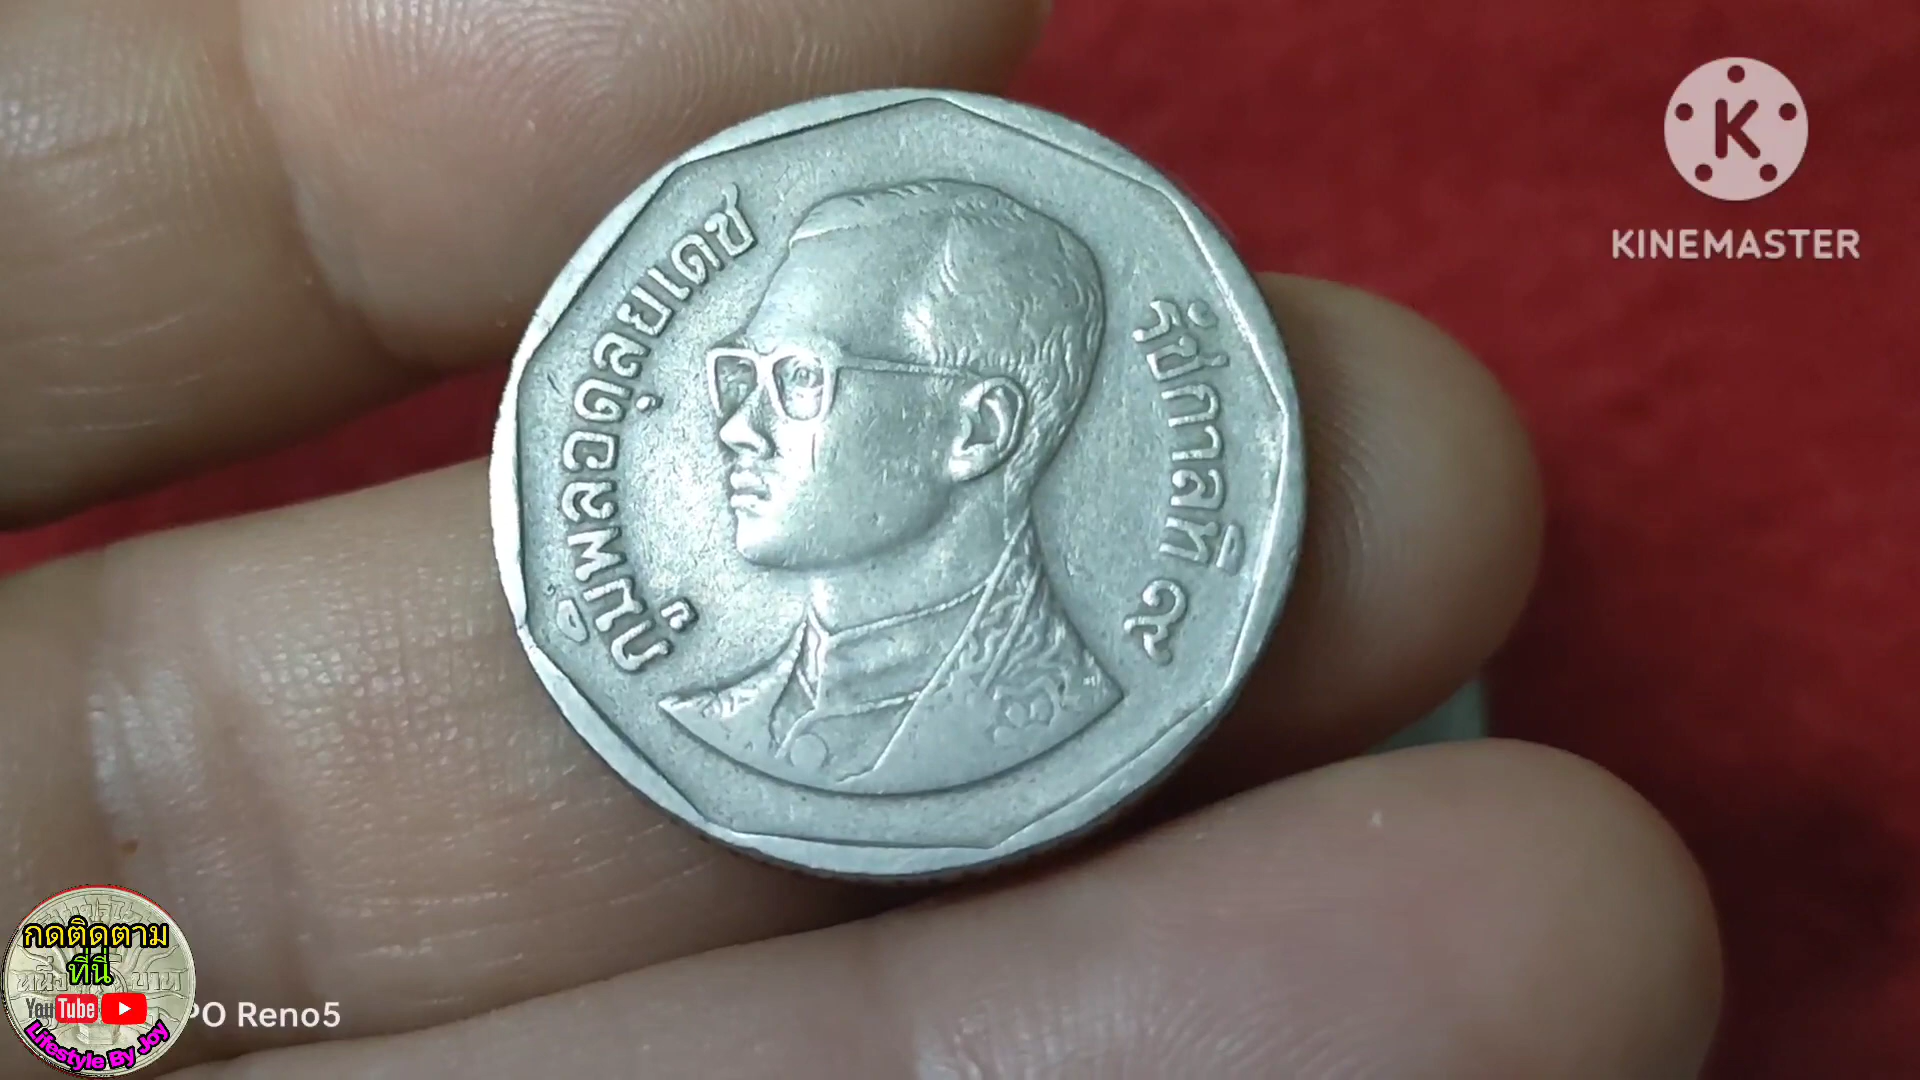 ภูมิพลอดุลยเดช
รัชกาลที่ ๙
K
KINEMASTER
กดติดตาม
ที่นี่
YouTube
Lifestyle By Joy
PO Reno5